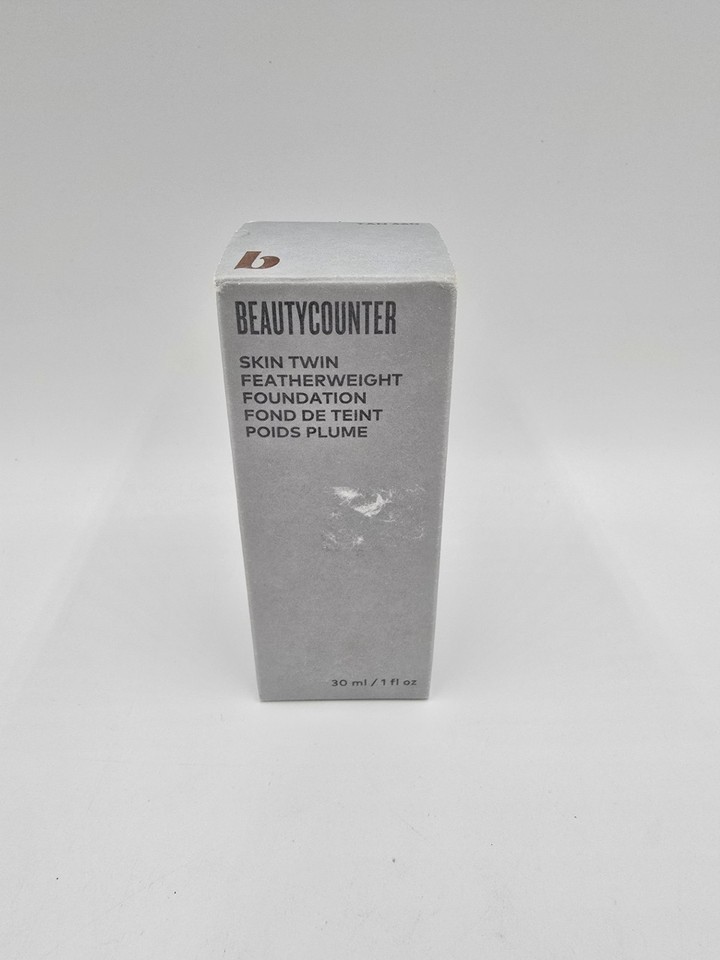 b
BEAUTYCOUNTER
SKIN TWIN
FEATHERWEIGHT
FOUNDATION
FOND DE TEINT
POIDS PLUME
30 ml / 1 fl oz